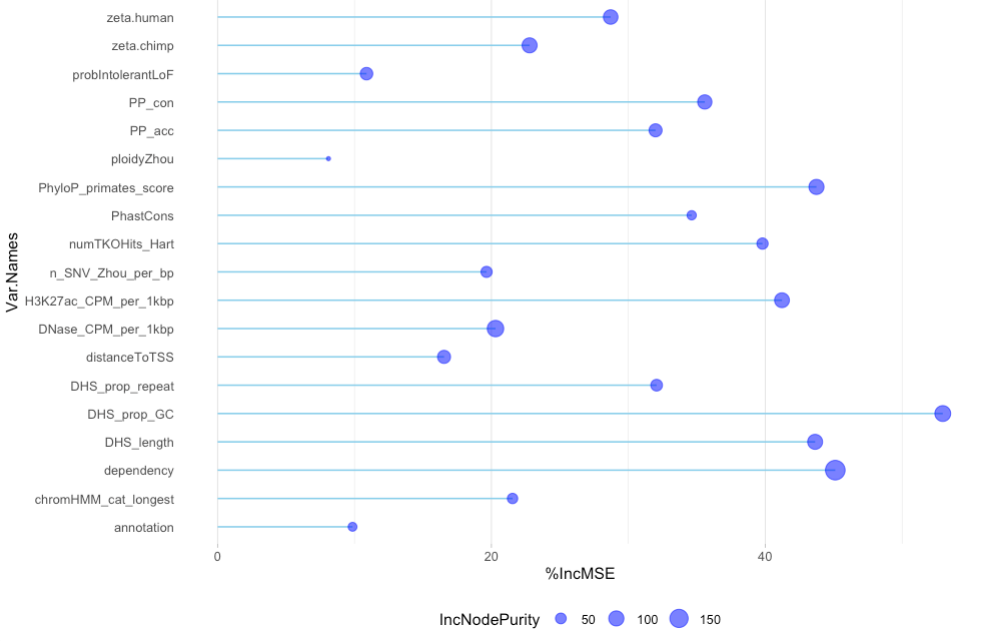 zeta.human
zeta.chimp
probIntolerantLoF
PP_con
PP_acc
ploidyZhou
PhyloP_primates_score
PhastCons
numTKOHits_Hart
n_SNV_Zhou_per_bp
H3K27ac_CPM_per_1kbp
DNase_CPM_per_1kbp
distanceToTSS
DHS_prop_repeat
DHS_prop_GC
DHS_length
dependency
chromHMM_cat_longest
annotation
Var.Names
0 20 40
%IncMSE
IncNodePurity 50 100 150